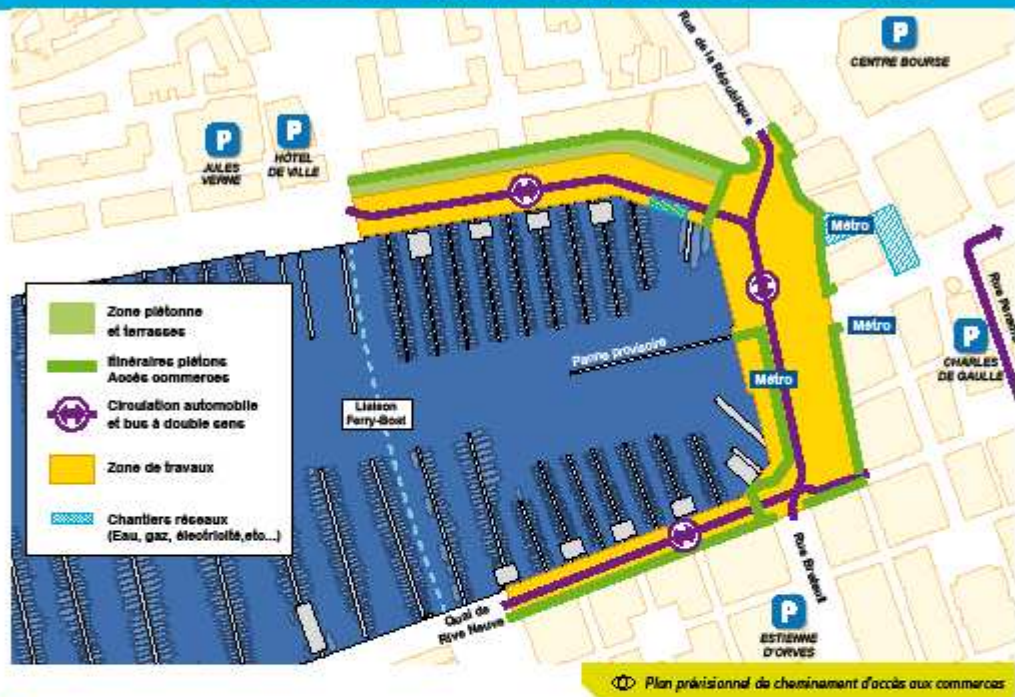 Rue de la République
P
CENTRE BOURSE
P
JULES
VERNE
P
HÔTEL
DE VILLE
Métro
Métro
Métro
P
CHARLES
DE GAULLE
Panne provisoire
Liaison
Ferry-Boat
Zone piétonne
et terrasses
Itinéraires piétons
Accès commerces
Circulation automobile
et bus à double sens
Zone de travaux
Chantiers réseaux
(Eau, gaz, électricité,etc...)
Quai de
Rive Neuve
Rue Breteuil
P
ESTIENNE
D'ORVES
Plan prévisionnel de cheminement d'accès aux commerces